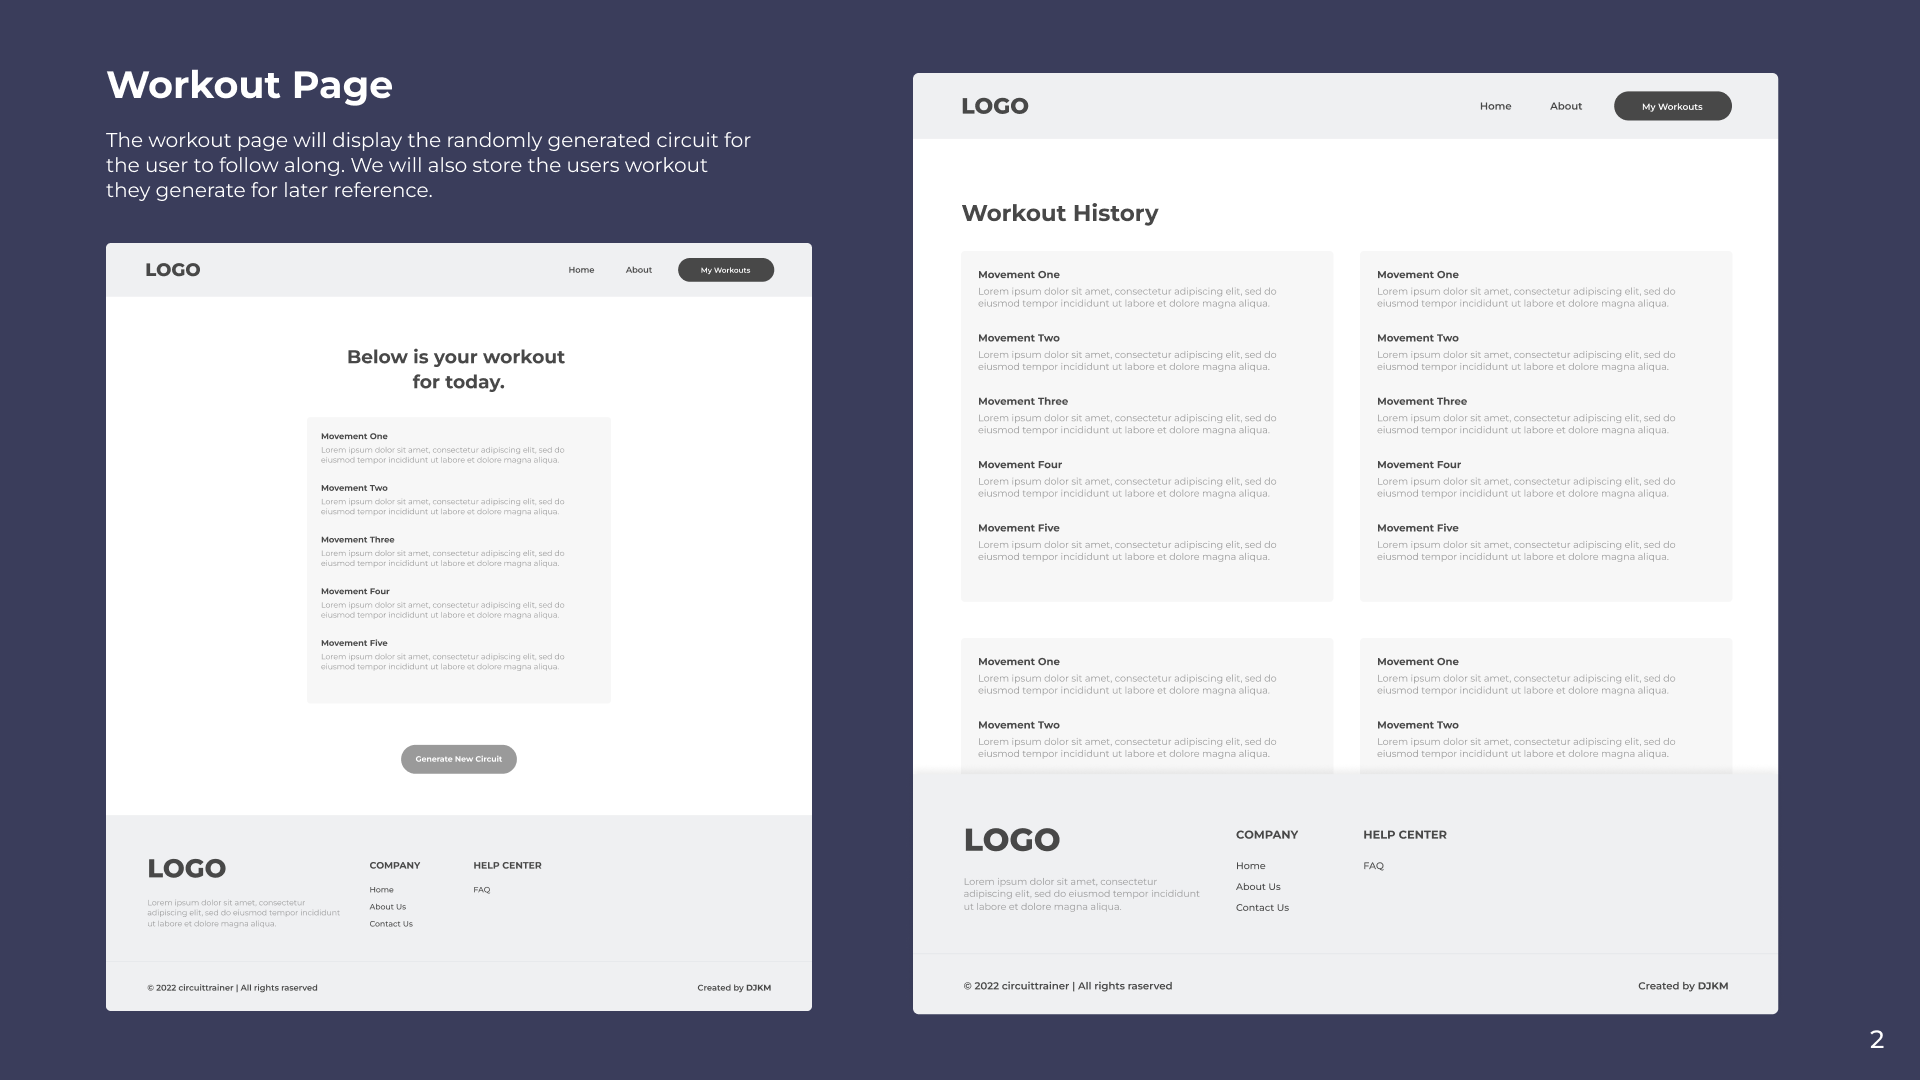 Workout Page
The workout page will display the randomly generated circuit for
the user to follow along. We will also store the users workout
they generate for later reference.
LOGO
Home
About
My Workouts
Below is your workout
for today.
Movement One
Lorem ipsum dolor sit amet, consectetur adipiscing elit, sed do
eiusmod tempor incididunt ut labore et dolore magna aliqua.
Movement Two
Lorem ipsum dolor sit amet, consectetur adipiscing elit, sed do
eiusmod tempor incididunt ut labore et dolore magna aliqua.
Movement Three
Lorem ipsum dolor sit amet, consectetur adipiscing elit, sed do
eiusmod tempor incididunt ut labore et dolore magna aliqua.
Movement Four
Lorem ipsum dolor sit amet, consectetur adipiscing elit, sed do
eiusmod tempor incididunt ut labore et dolore magna aliqua.
Movement Five
Lorem ipsum dolor sit amet, consectetur adipiscing elit, sed do
eiusmod tempor incididunt ut labore et dolore magna aliqua.
Generate New Circuit
LOGO
Lorem ipsum dolor sit amet, consectetur
adipiscing elit, sed do eiusmod tempor incididunt
ut labore et dolore magna aliqua.
COMPANY
Home
About Us
Contact Us
HELP CENTER
FAQ
© 2022 circuittrainer | All rights raserved
Created by DJKM
LOGO
Home
About
My Workouts
Workout History
Movement One
Lorem ipsum dolor sit amet, consectetur adipiscing elit, sed do
eiusmod tempor incididunt ut labore et dolore magna aliqua.
Movement Two
Lorem ipsum dolor sit amet, consectetur adipiscing elit, sed do
eiusmod tempor incididunt ut labore et dolore magna aliqua.
Movement Three
Lorem ipsum dolor sit amet, consectetur adipiscing elit, sed do
eiusmod tempor incididunt ut labore et dolore magna aliqua.
Movement Four
Lorem ipsum dolor sit amet, consectetur adipiscing elit, sed do
eiusmod tempor incididunt ut labore et dolore magna aliqua.
Movement Five
Lorem ipsum dolor sit amet, consectetur adipiscing elit, sed do
eiusmod tempor incididunt ut labore et dolore magna aliqua.
Movement One
Lorem ipsum dolor sit amet, consectetur adipiscing elit, sed do
eiusmod tempor incididunt ut labore et dolore magna aliqua.
Movement Two
Lorem ipsum dolor sit amet, consectetur adipiscing elit, sed do
eiusmod tempor incididunt ut labore et dolore magna aliqua.
Movement Three
Lorem ipsum dolor sit amet, consectetur adipiscing elit, sed do
eiusmod tempor incididunt ut labore et dolore magna aliqua.
Movement Four
Lorem ipsum dolor sit amet, consectetur adipiscing elit, sed do
eiusmod tempor incididunt ut labore et dolore magna aliqua.
Movement Five
Lorem ipsum dolor sit amet, consectetur adipiscing elit, sed do
eiusmod tempor incididunt ut labore et dolore magna aliqua.
Movement One
Lorem ipsum dolor sit amet, consectetur adipiscing elit, sed do
eiusmod tempor incididunt ut labore et dolore magna aliqua.
Movement Two
Lorem ipsum dolor sit amet, consectetur adipiscing elit, sed do
eiusmod tempor incididunt ut labore et dolore magna aliqua.
Movement One
Lorem ipsum dolor sit amet, consectetur adipiscing elit, sed do
eiusmod tempor incididunt ut labore et dolore magna aliqua.
Movement Two
Lorem ipsum dolor sit amet, consectetur adipiscing elit, sed do
eiusmod tempor incididunt ut labore et dolore magna aliqua.
LOGO
Lorem ipsum dolor sit amet, consectetur
adipiscing elit, sed do eiusmod tempor incididunt
ut labore et dolore magna aliqua.
COMPANY
Home
About Us
Contact Us
HELP CENTER
FAQ
© 2022 circuittrainer | All rights raserved
Created by DJKM
2